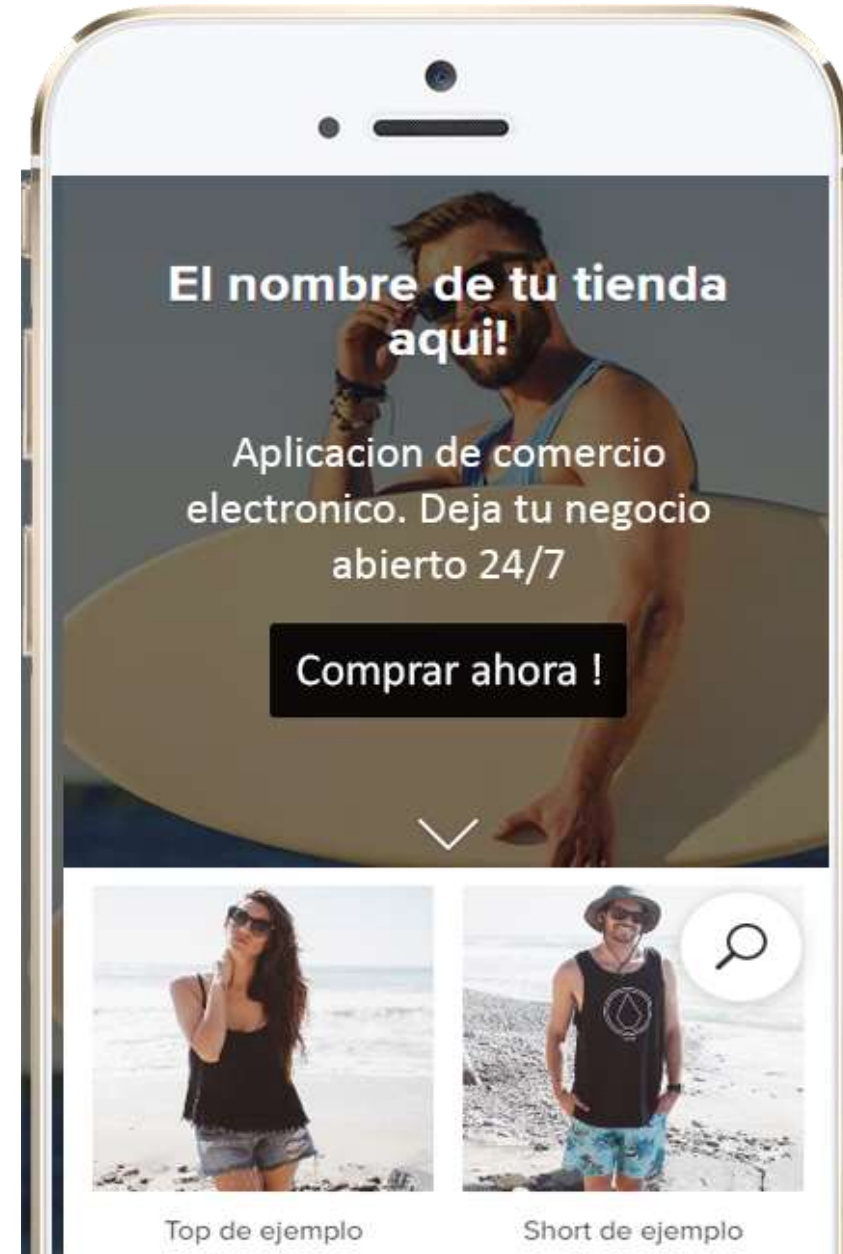 El nombre de tu tienda
aqui!
Aplicacion de comercio
electronico. Deja tu negocio
abierto 24/7
Comprar ahora !
Top de ejemplo
Short de ejemplo